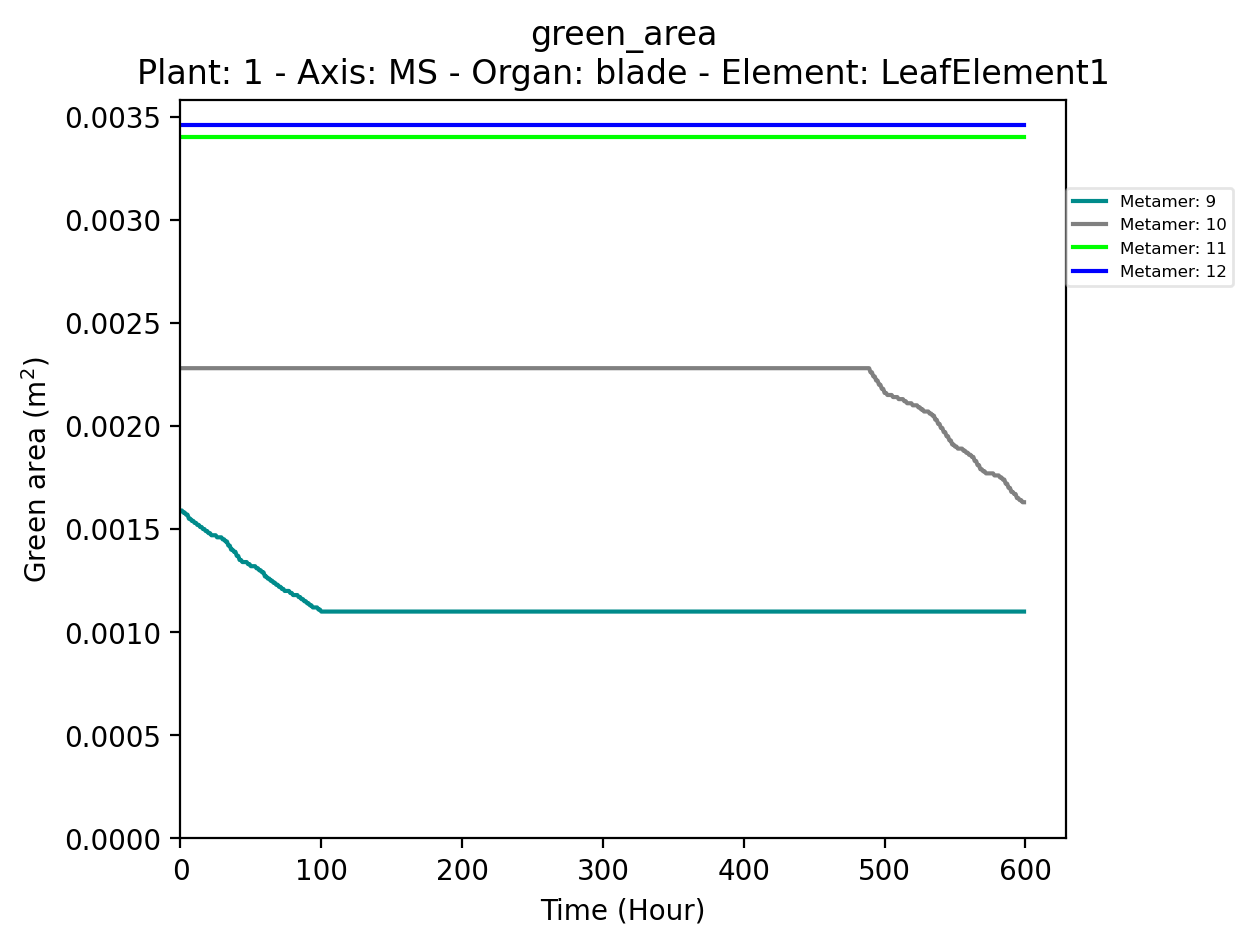 green_area
Plant: 1 - Axis: MS - Organ: blade - Element: LeafElement1
0.0035
0.0030
0.0025
0.0020
0.0015
0.0010
0.0005
0.0000
Green area (m²)
0 100 200 300 400 500 600
Time (Hour)
Metamer: 9
Metamer: 10
Metamer: 11
Metamer: 12